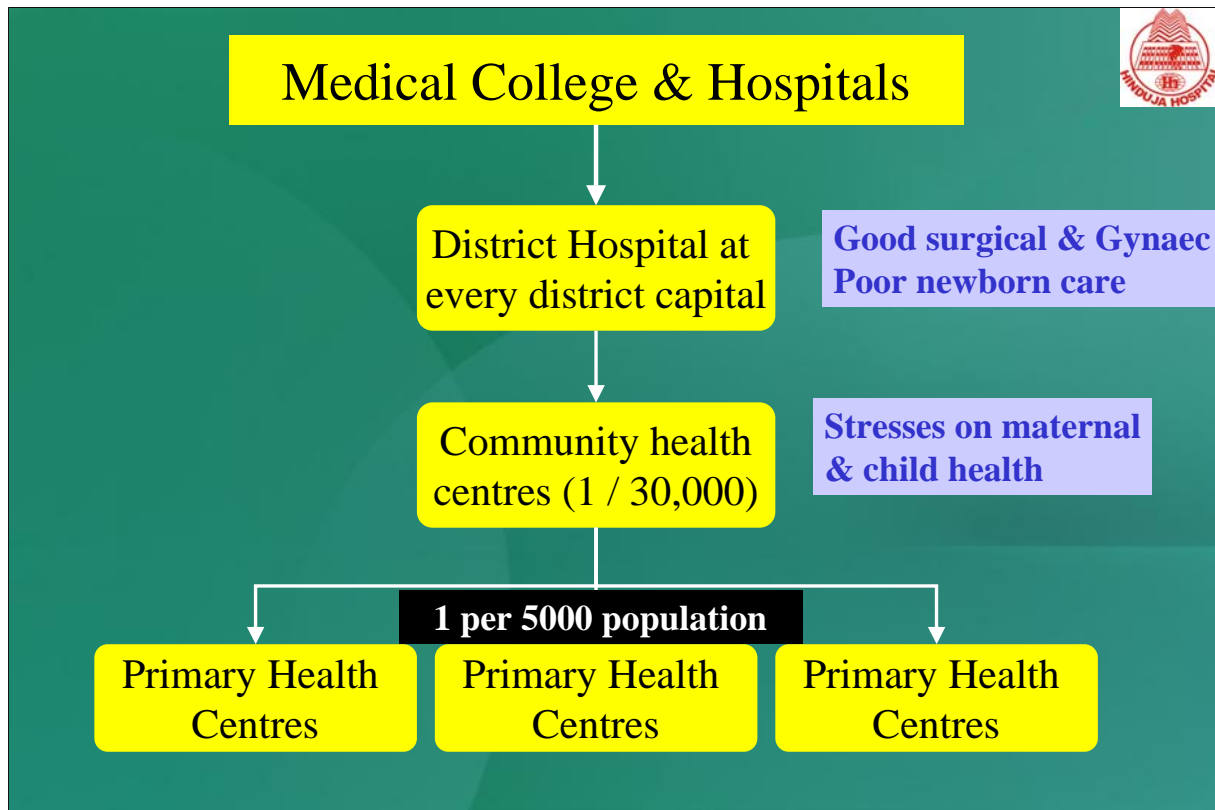 Medical College & Hospitals
HINDUJA HOSPITAL
District Hospital at
every district capital
Good surgical & Gynaec
Poor newborn care
Community health
centres (1 / 30,000)
Stresses on maternal
& child health
1 per 5000 population
Primary Health
Centres
Primary Health
Centres
Primary Health
Centres